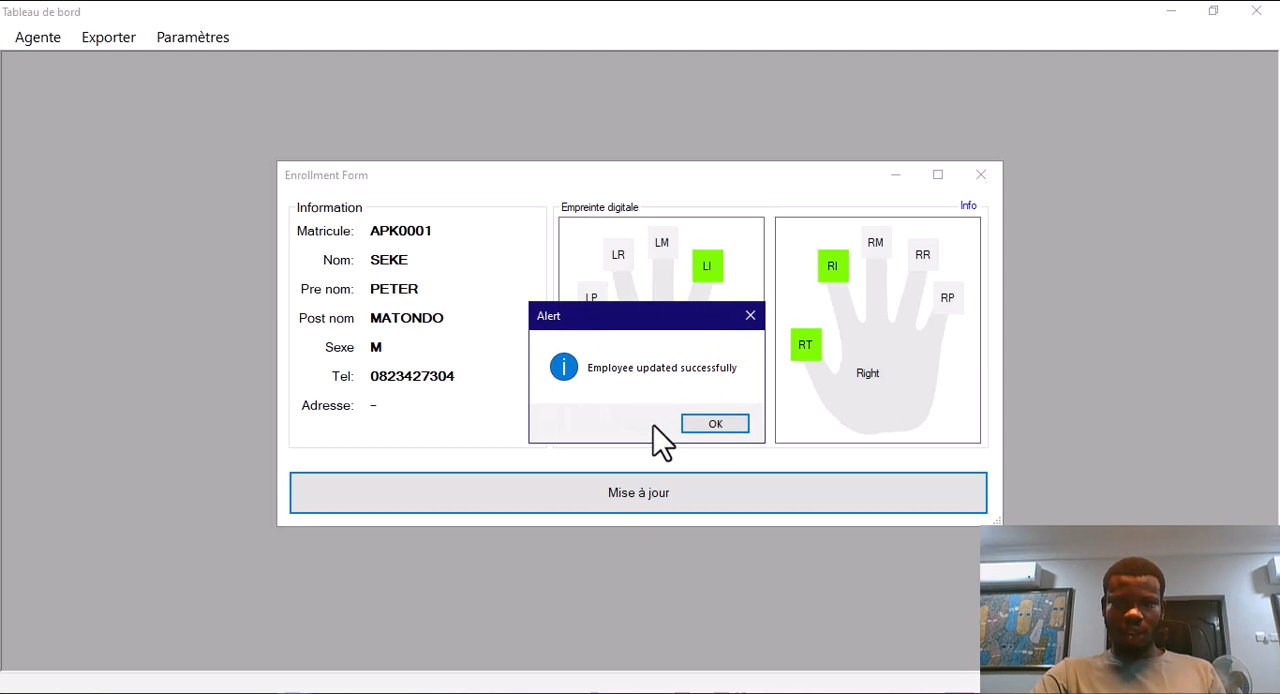 Tableau de bord
Agente Exporter Paramètres
Enrollment Form
Information
Matricule: APK0001
Nom: SEKE
Pre nom: PETER
Post nom MATONDO
Sexe M
Tel: 0823427304
Adresse: -
Empreinte digitale
Info
LP
LR
LM
LI
RI
RM
RR
RP
RT
Right
Alert
i
Employee updated successfully
OK
Mise à jour